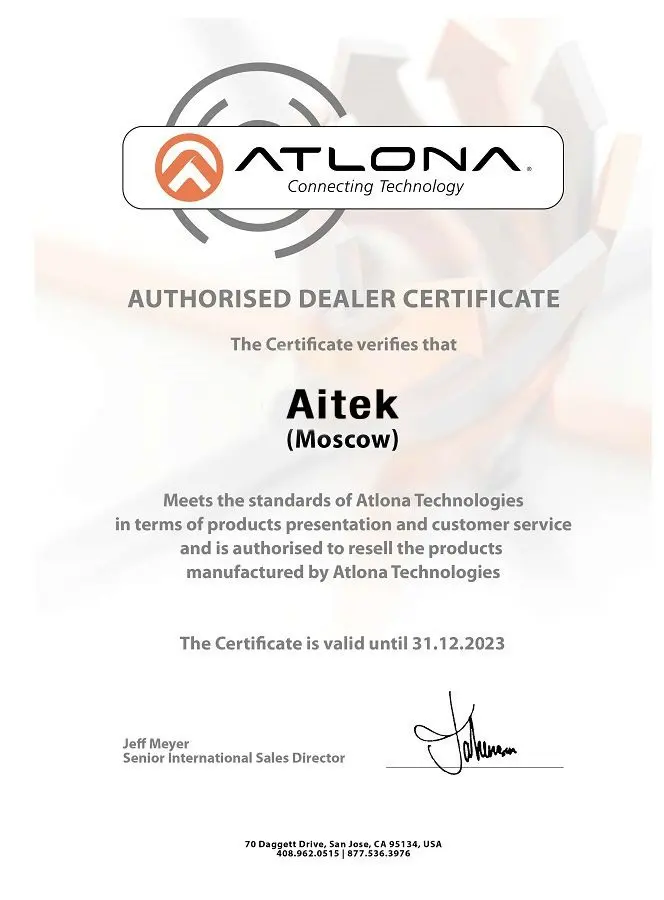 ATLONA®
Connecting Technology
AUTHORISED DEALER CERTIFICATE
The Certificate verifies that
Aitek
(Moscow)
Meets the standards of Atlona Technologies
in terms of products presentation and customer service
and is authorised to resell the products
manufactured by Atlona Technologies
The Certificate is valid until 31.12.2023
Jeff Meyer
Senior International Sales Director
70 Daggett Drive, San Jose, CA 95134, USA
408.962.0515 | 877.536.3976